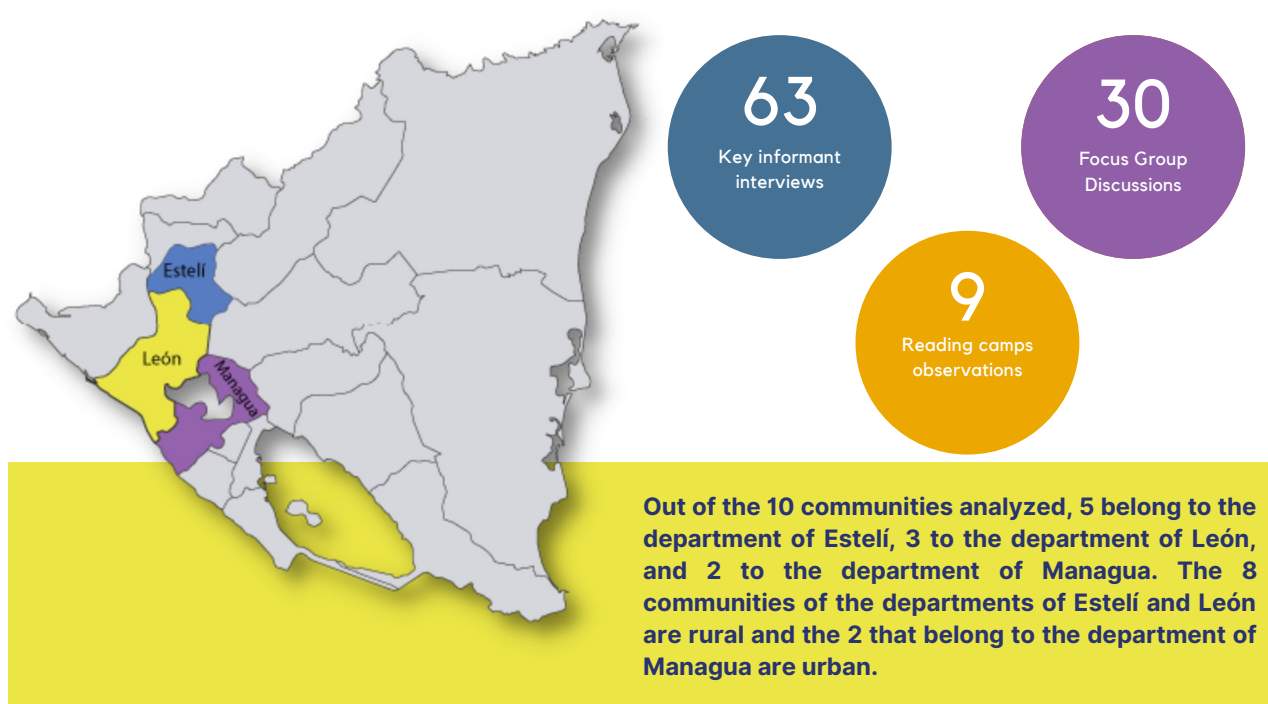 63
Key informant
interviews
30
Focus Group
Discussions
9
Reading camps
observations
Estelí
León
Managua
Out of the 10 communities analyzed, 5 belong to the
department of Estelí, 3 to the department of León,
and 2 to the department of Managua. The 8
communities of the departments of Estelí and León
are rural and the 2 that belong to the department of
Managua are urban.